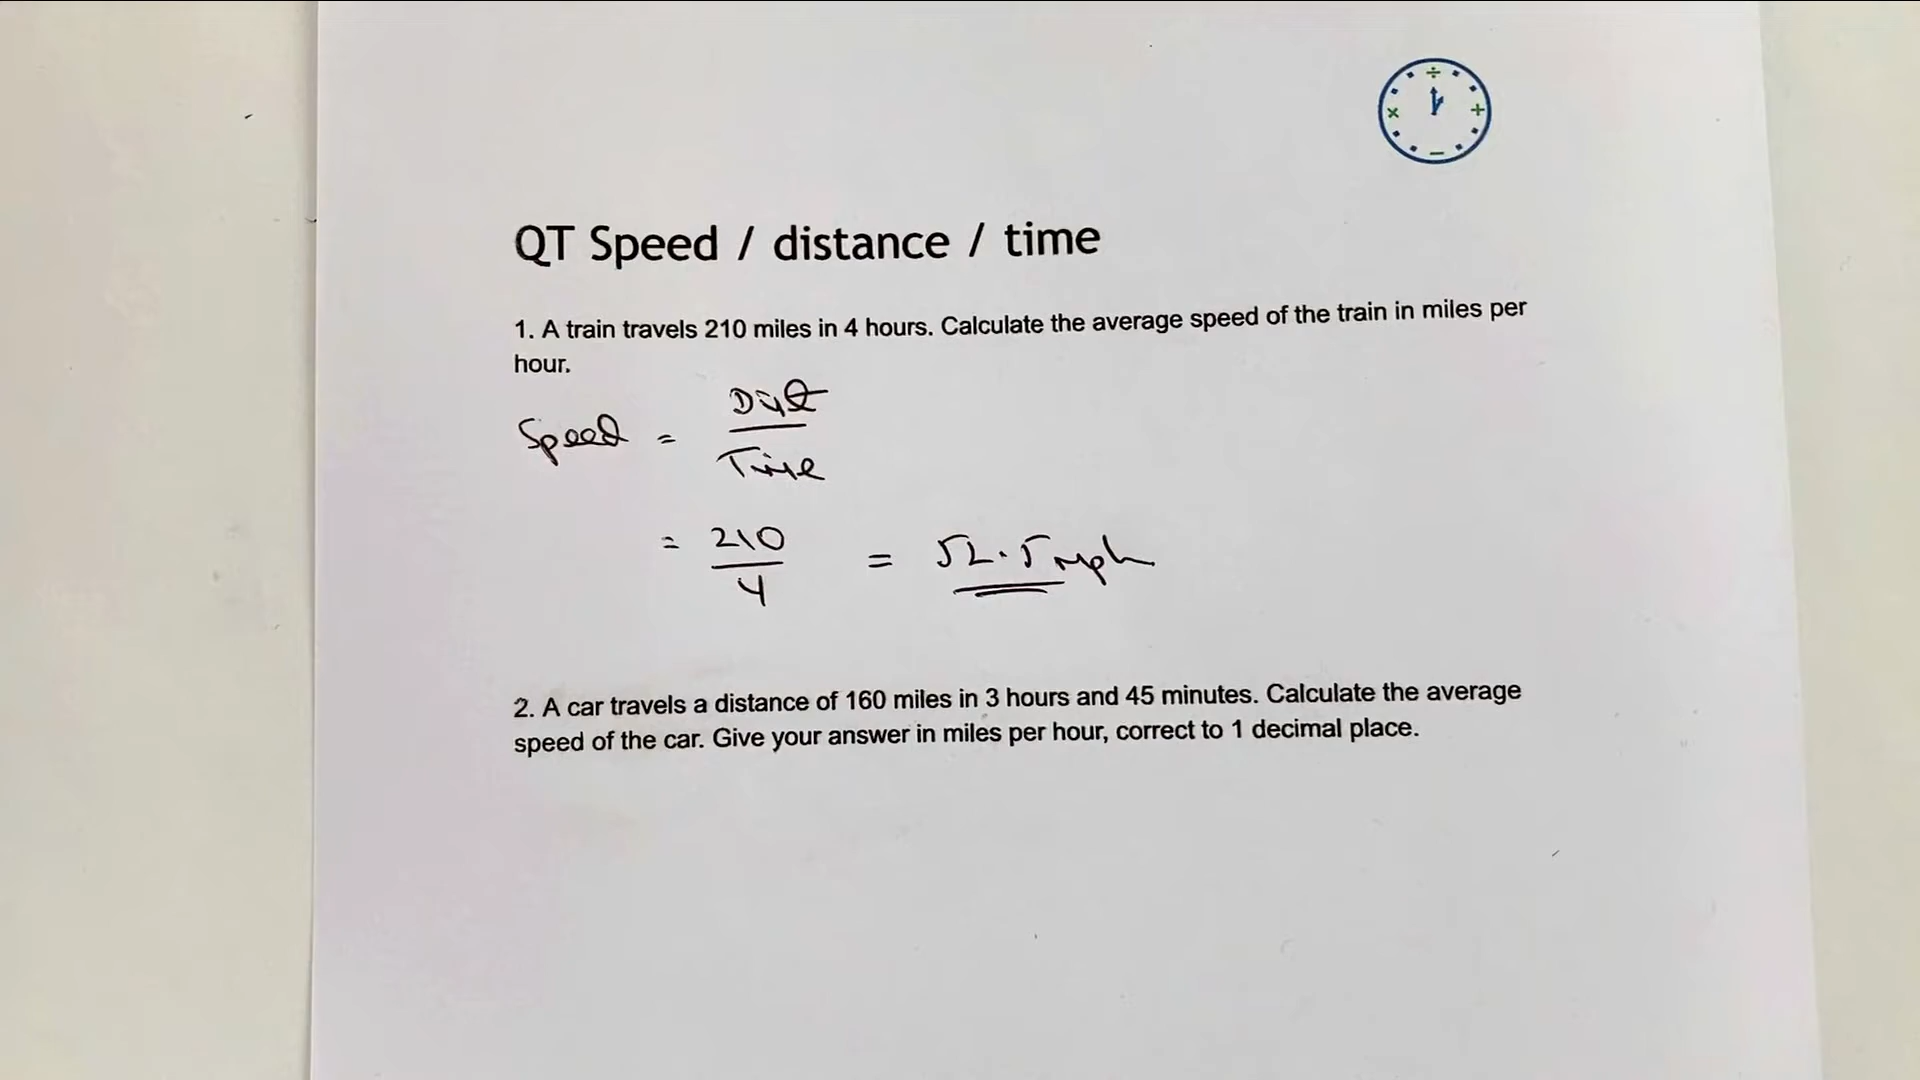 QT Speed / distance / time
1. A train travels 210 miles in 4 hours. Calculate the average speed of the train in miles per
hour.
Speed = Dist
Time
= 210
4
= 52.5mph
2. A car travels a distance of 160 miles in 3 hours and 45 minutes. Calculate the average
speed of the car. Give your answer in miles per hour, correct to 1 decimal place.